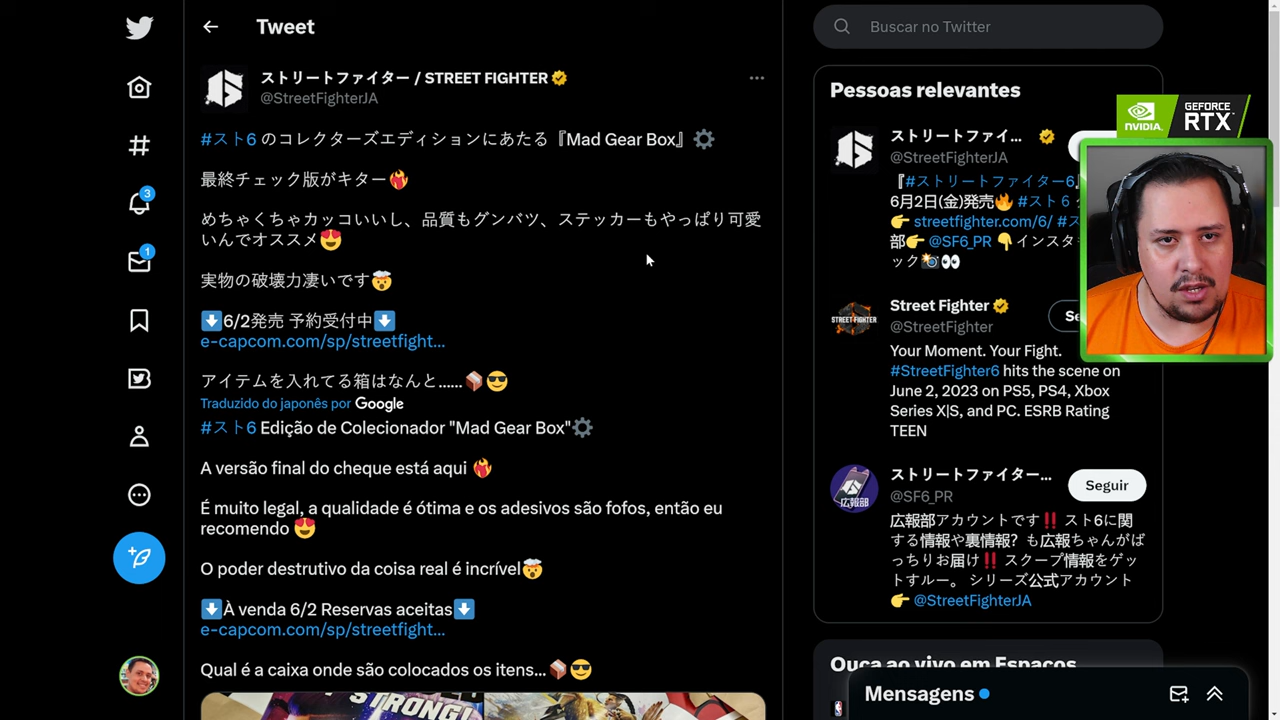 Tweet
ストリートファイター / STREET FIGHTER
@StreetFighterJA
#スト6 のコレクターズエディションにあたる『Mad Gear Box』
最終チェック版がキター
めちゃくちゃカッコいいし、品質もグンバツ、ステッカーもやっぱり可愛
いんでオススメ
実物の破壊力凄いです
6/2発売 予約受付中
e-capcom.com/sp/streetfight...
アイテムを入れてる箱はなんと......
Traduzido do japonês por Google
#スト6 Edição de Colecionador "Mad Gear Box"
A versão final do cheque está aqui
É muito legal, a qualidade é ótima e os adesivos são fofos, então eu
recomendo
O poder destrutivo da coisa real é incrível
À venda 6/2 Reservas aceitas
e-capcom.com/sp/streetfight...
Qual é a caixa onde são colocados os itens...
STRONG!
3
1
Buscar no Twitter
Pessoas relevantes
ストリートファイ...
@StreetFighterJA
『#ストリートファイター6』
6月2日(金)発売 #スト6
streetfighter.com/6/
部 @SF6_PR インスタ
ック
Street Fighter
@StreetFighter
Se
Your Moment. Your Fight.
#StreetFighter6 hits the scene on
June 2, 2023 on PS5, PS4, Xbox
Series X|S, and PC. ESRB Rating
TEEN
STREET FIGHTER
ストリートファイター...
@SF6_PR
Seguir
広報部
広報部アカウントです スト6に関
する情報や裏情報? も広報ちゃんがば
っちりお届け スクープ情報をゲッ
トすルー。 シリーズ公式アカウント
@StreetFighterJA
Ouça ao vivo em Espaços
Mensagens
NVIDIA
GEFORCE
RTX